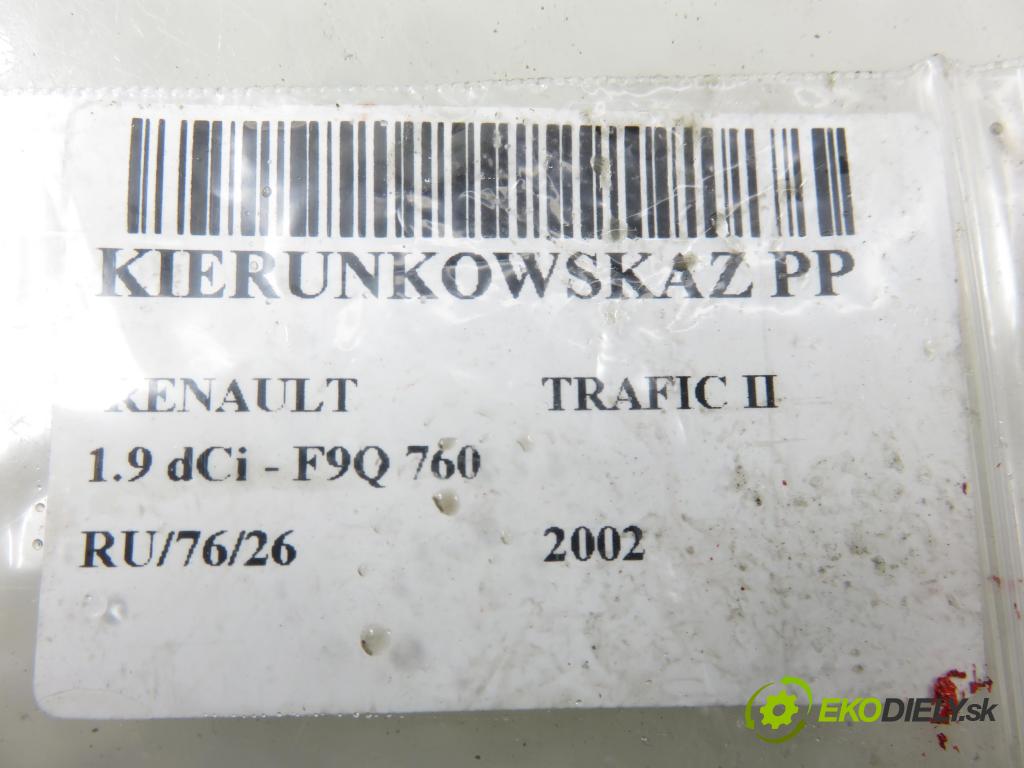 KIERUNKOWSKAZ PP
RENAULT TRAFIC II
1.9 dCi - F9Q 760
RU/76/26 2002
EKODIELY.sk